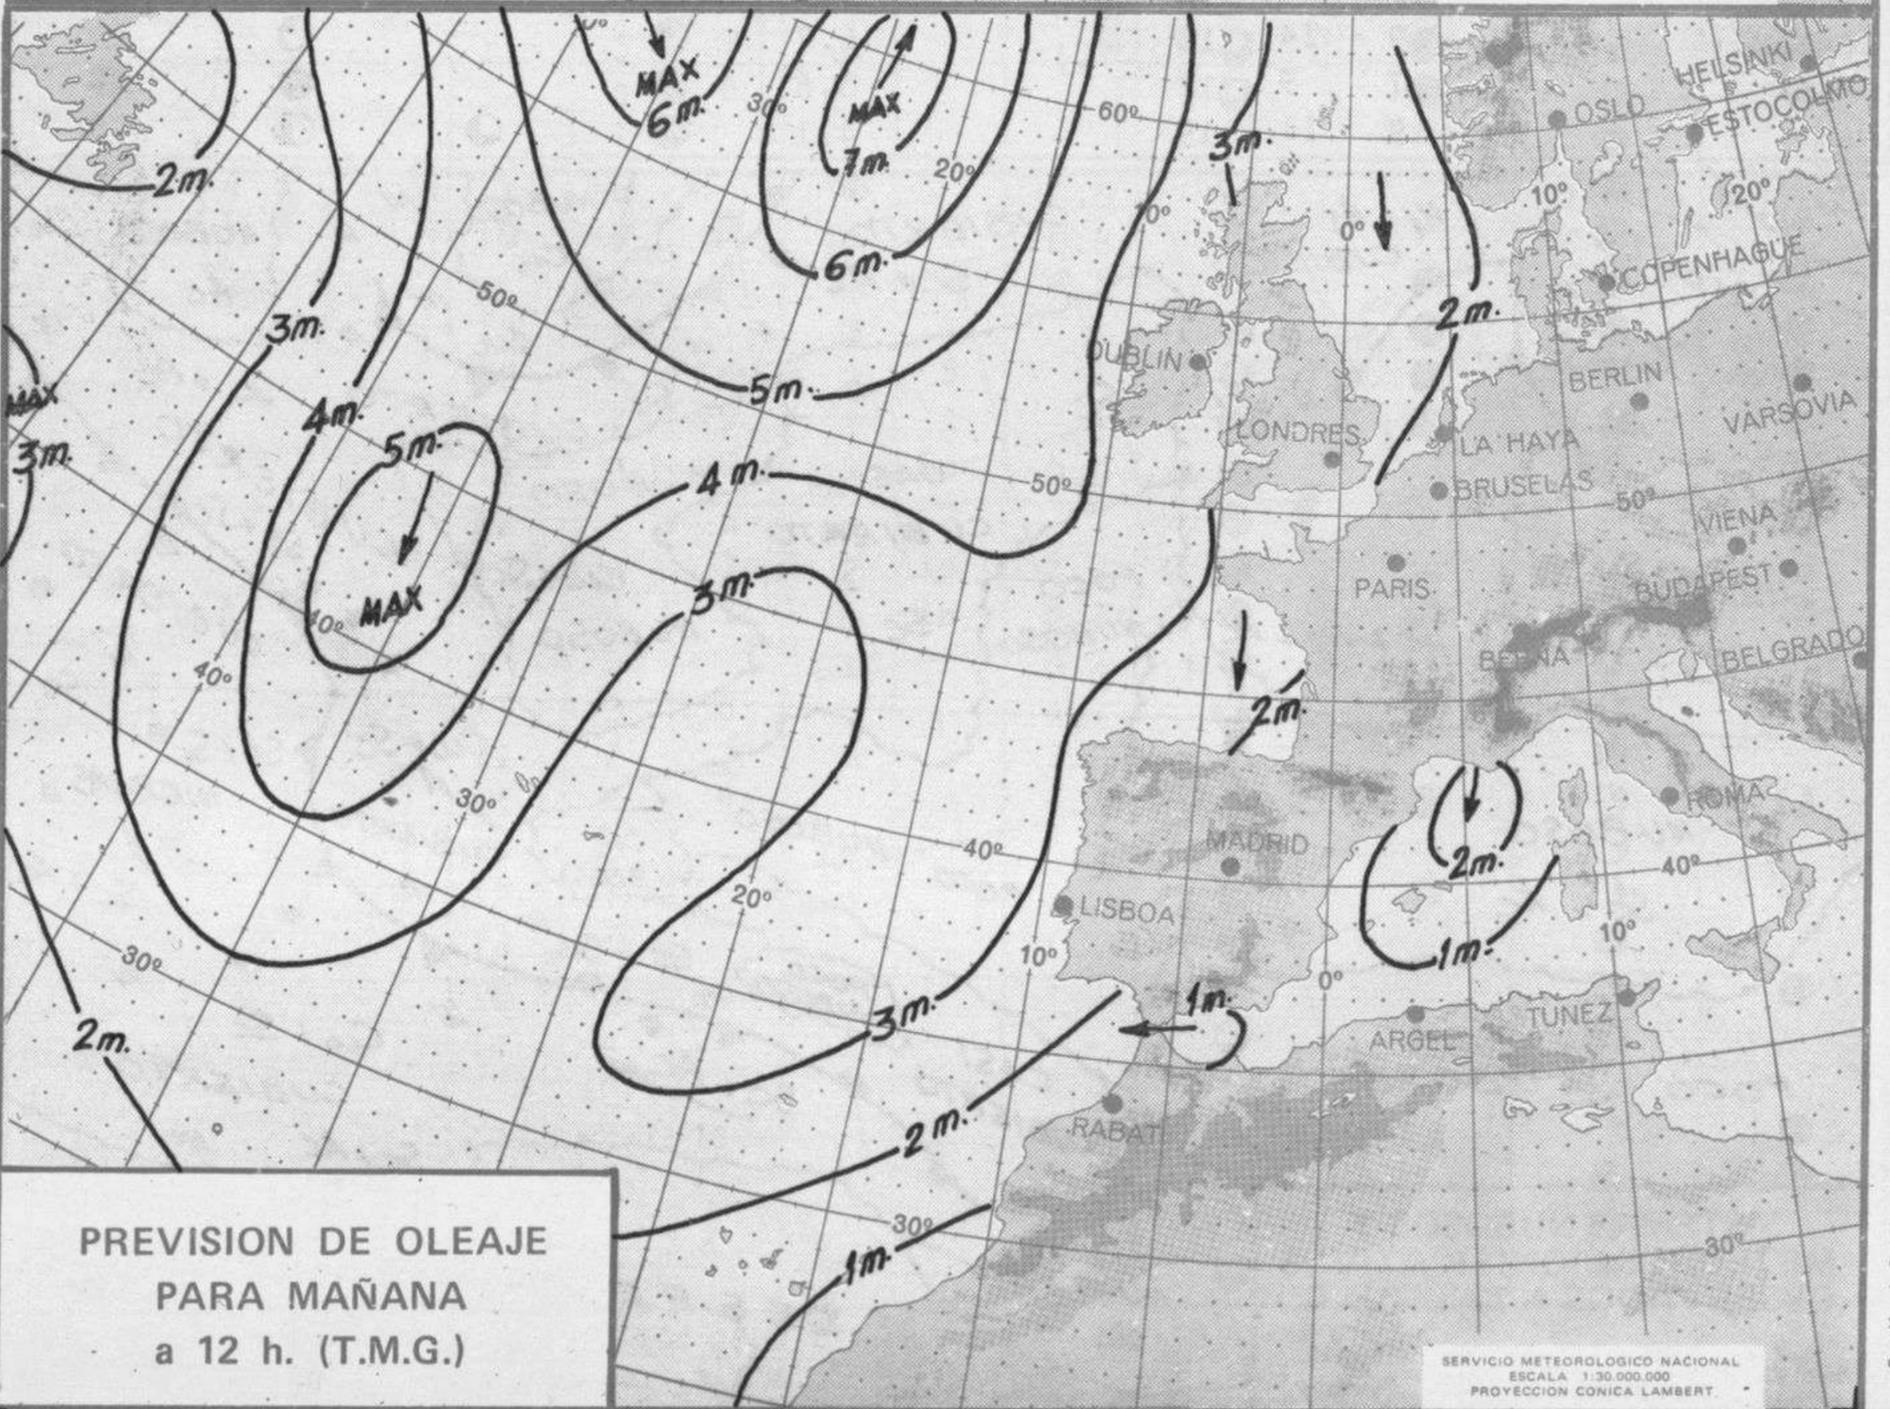 MAX
6m.
MAX
7m.
30º
20º
60º
3m.
HELSINKI
OSLO
ESTOCOLMO
2m.
10º
20º
10º
0º
6m.
COPENHAGUE
50º
3m.
2m.
DUBLIN
BERLIN
5m.
VARSOVIA
MAX
4m.
3m.
5m.
LONDRES
LA HAYA
4m.
50º
BRUSELAS
50º
VIENA
PARIS
BUDAPEST
3m.
MAX
40º
BERNA
BELGRADO
2m.
30º
ROMA
MADRID
40º
2m.
40º
20º
LISBOA
10º
1m.
10º
30º
0º
3m.
1m.
TUNEZ
ARGEL
2m.
RABAT
2m.
30º
30º
1m.
PREVISION DE OLEAJE
PARA MAÑANA
a 12 h. (T.M.G.)
SERVICIO METEOROLOGICO NACIONAL
ESCALA 1:30.000.000
PROYECCION CONICA LAMBERT